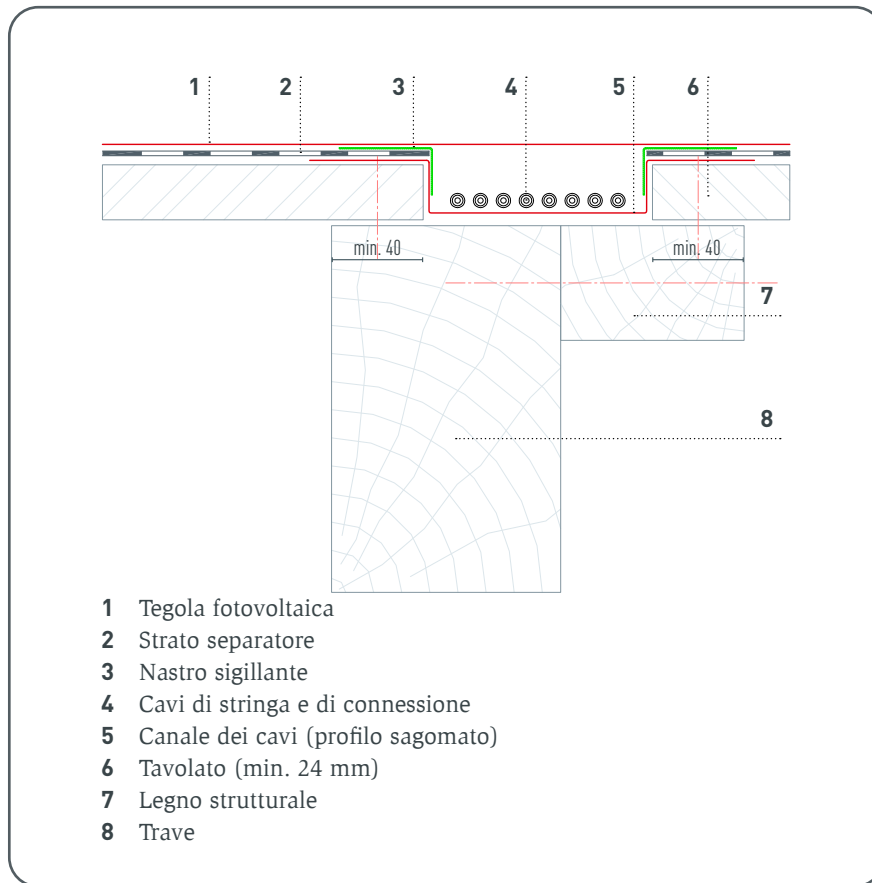 1 2 3 4 5 6
min. 40 min. 40
7
8
1 Tegola fotovoltaica
2 Strato separatore
3 Nastro sigillante
4 Cavi di stringa e di connessione
5 Canale dei cavi (profilo sagomato)
6 Tavolato (min. 24 mm)
7 Legno strutturale
8 Trave